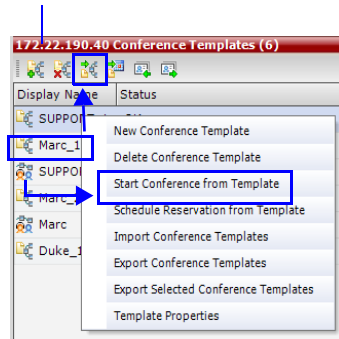 172.22.190.40 Conference Templates (6)
Display Name Status
SUPPORT
Marc_1
SUPPO
Marc_
Marc
Duke_1
New Conference Template
Delete Conference Template
Start Conference from Template
Schedule Reservation from Template
Import Conference Templates
Export Conference Templates
Export Selected Conference Templates
Template Properties